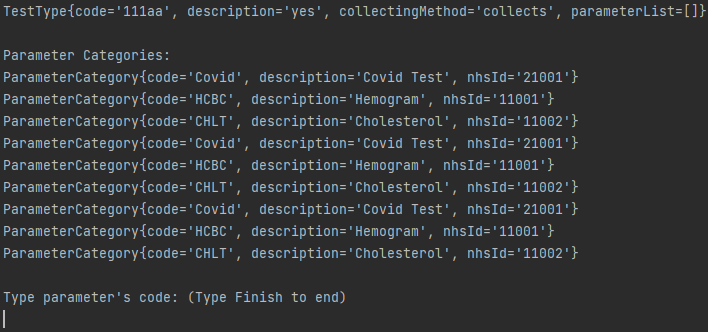 TestType{code='111aa', description='yes', collectingMethod='collects', parameterList=[]}
Parameter Categories:
ParameterCategory{code='Covid', description='Covid Test', nhsId='21001'}
ParameterCategory{code='HCBC', description='Hemogram', nhsId='11001'}
ParameterCategory{code='CHLT', description='Cholesterol', nhsId='11002'}
ParameterCategory{code='Covid', description='Covid Test', nhsId='21001'}
ParameterCategory{code='HCBC', description='Hemogram', nhsId='11001'}
ParameterCategory{code='CHLT', description='Cholesterol', nhsId='11002'}
ParameterCategory{code='Covid', description='Covid Test', nhsId='21001'}
ParameterCategory{code='HCBC', description='Hemogram', nhsId='11001'}
ParameterCategory{code='CHLT', description='Cholesterol', nhsId='11002'}
Type parameter's code: (Type Finish to end)